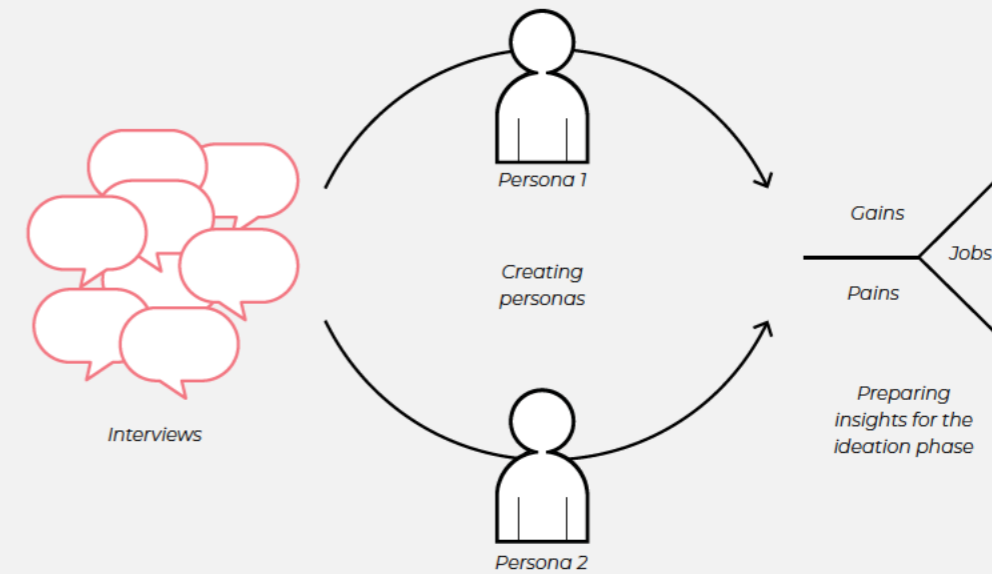 Persona 1
Gains
Jobs
Creating
personas
Pains
Preparing
insights for the
ideation phase
Interviews
Persona 2